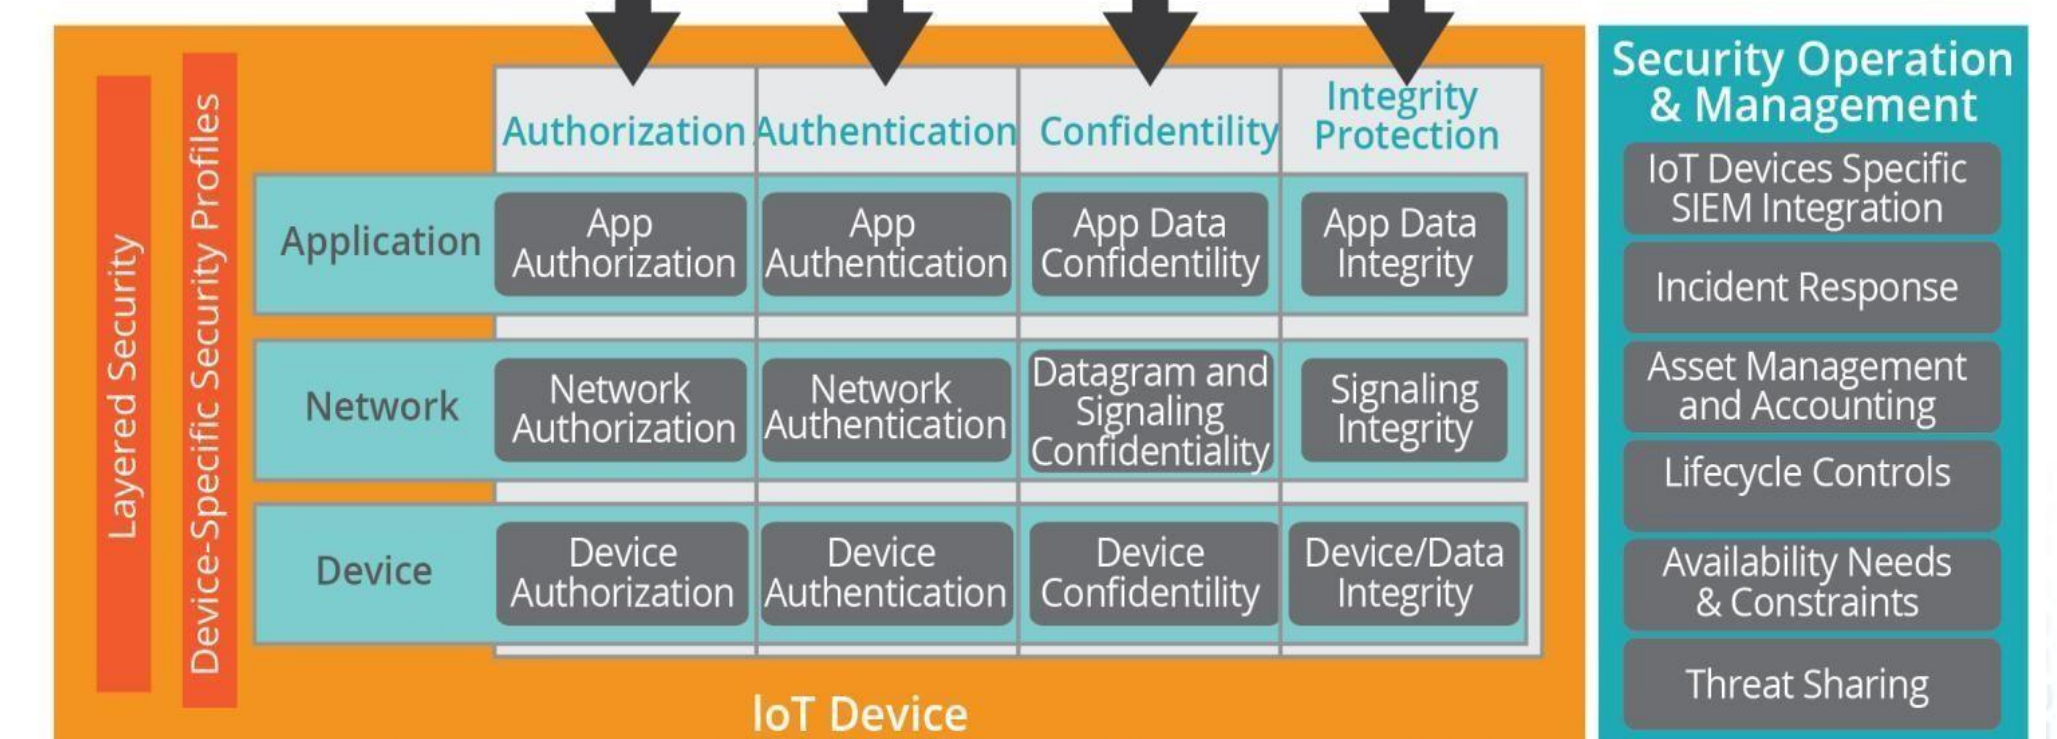 Layered Security
Device-Specific Security Profiles
Authorization
Authentication
Confidentility
Integrity
Protection
Application
App
Authorization
App
Authentication
App Data
Confidentility
App Data
Integrity
Network
Network
Authorization
Network
Authentication
Datagram and
Signaling
Confidentiality
Signaling
Integrity
Device
Device
Authorization
Device
Authentication
Device
Confidentility
Device/Data
Integrity
IoT Device
Security Operation
& Management
IoT Devices Specific
SIEM Integration
Incident Response
Asset Management
and Accounting
Lifecycle Controls
Availability Needs
& Constraints
Threat Sharing